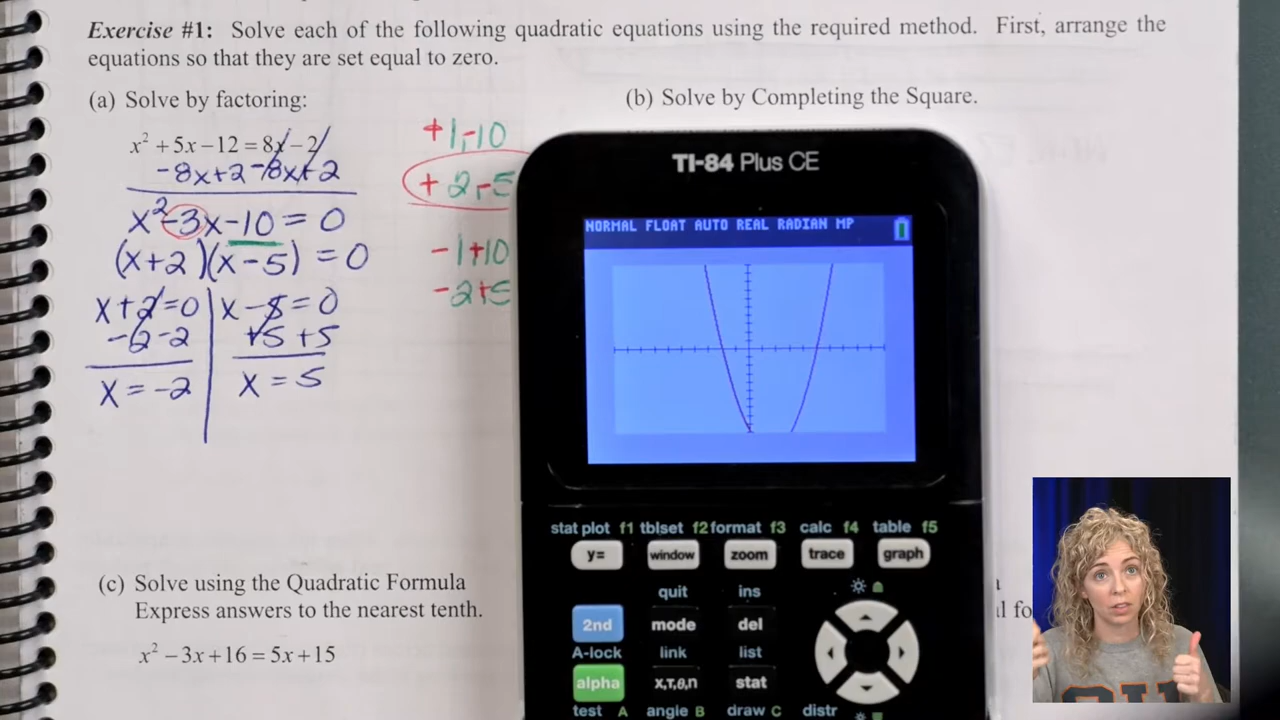 Exercise #1: Solve each of the following quadratic equations using the required method. First, arrange the
equations so that they are set equal to zero.
(a) Solve by factoring:
(b) Solve by Completing the Square.
x² + 5x − 12 = 8x − 2
-8x+2 -8x+2
x²-3x-10 = 0
(x+2)(x-5) = 0
x+2=0 | x-5=0
-2 -2 | +5 +5
x = -2 | x = 5
+1,-10
+2,-5
-1+10
-2+5
TI-84 Plus CE
NORMAL FLOAT AUTO REAL RADIAN MP
stat plot f1 tblset f2 format f3 calc f4 table f5
y= window zoom trace graph
quit ins
2nd mode del
A-lock link list
alpha x,T,θ,n stat
test A angle B draw C distr
(c) Solve using the Quadratic Formula
Express answers to the nearest tenth.
x² − 3x + 16 = 5x + 15